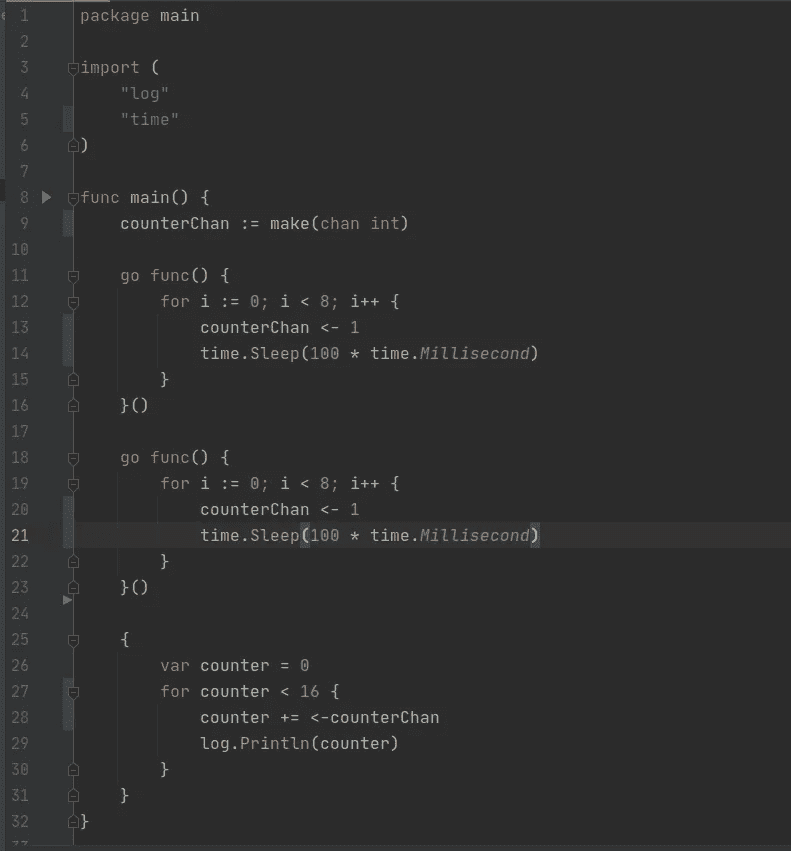 1 package main
2
3 import (
4     "log"
5     "time"
6 )
7
8 func main() {
9     counterChan := make(chan int)
10
11     go func() {
12         for i := 0; i < 8; i++ {
13             counterChan <- 1
14             time.Sleep(100 * time.Millisecond)
15         }
16     }()
17
18     go func() {
19         for i := 0; i < 8; i++ {
20             counterChan <- 1
21             time.Sleep(100 * time.Millisecond)
22         }
23     }()
24
25     {
26         var counter = 0
27         for counter < 16 {
28             counter += <-counterChan
29             log.Println(counter)
30         }
31     }
32 }